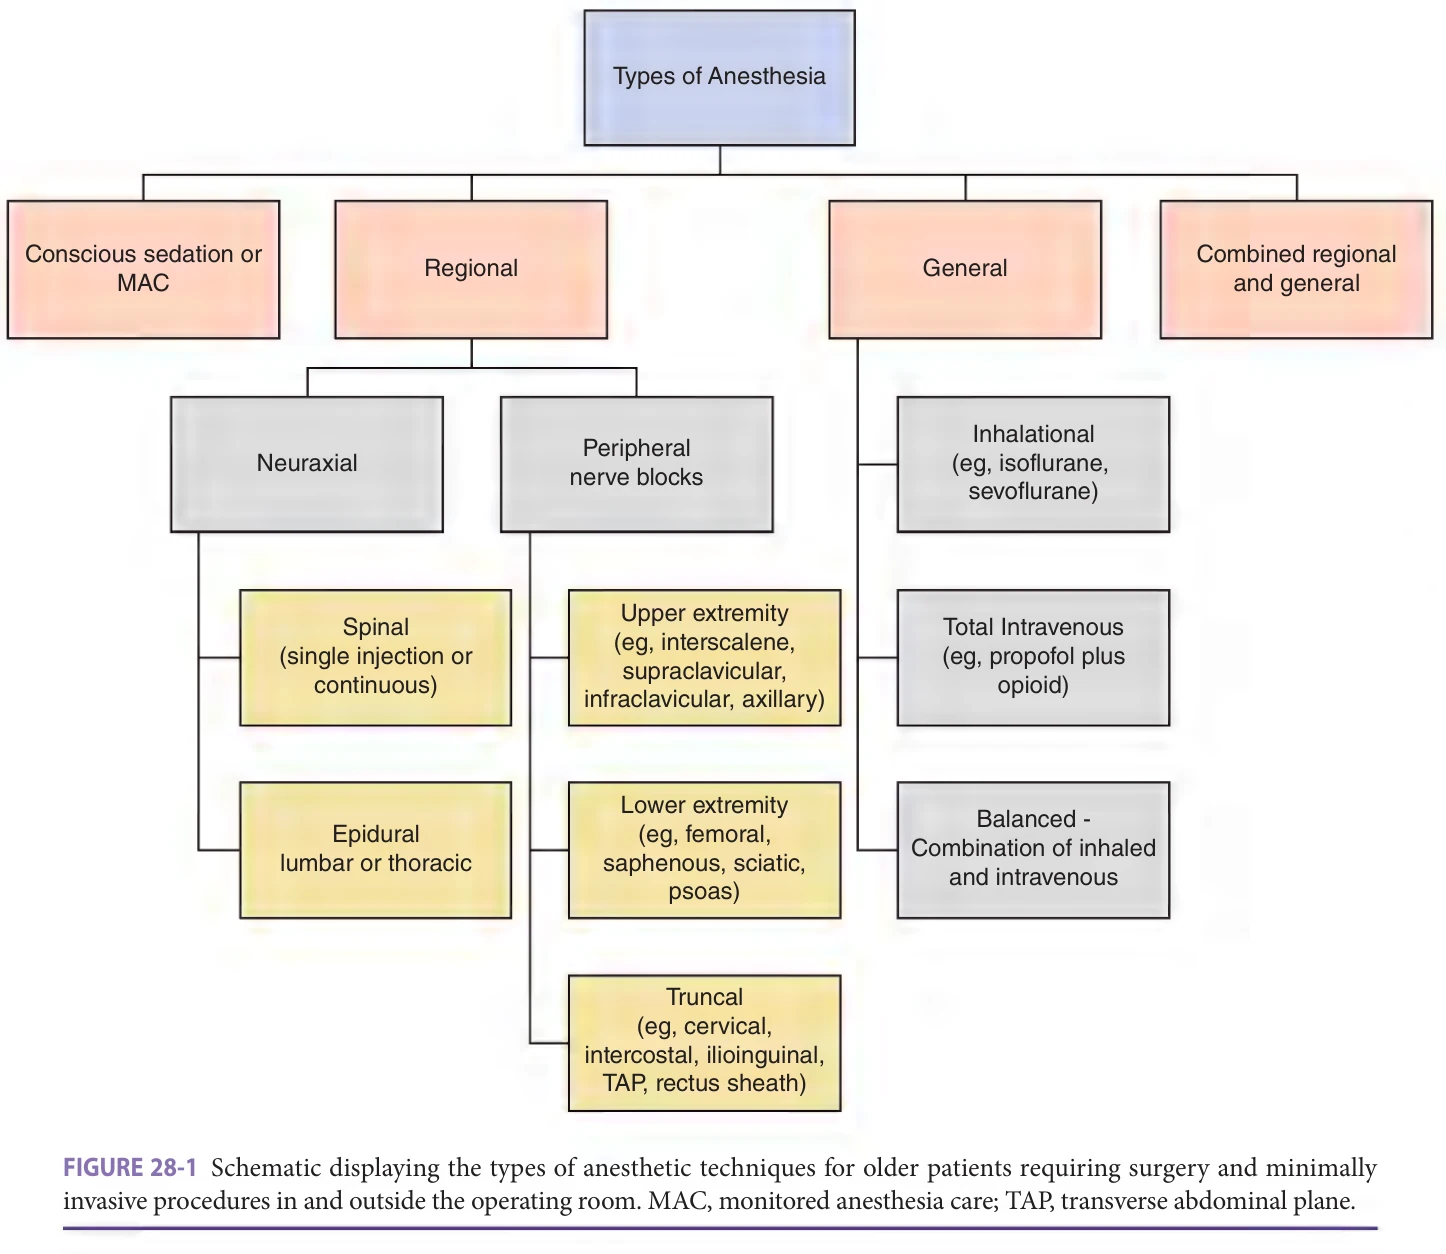 Types of Anesthesia
Conscious sedation or
MAC
Regional
General
Combined regional
and general
Neuraxial
Peripheral
nerve blocks
Inhalational
(eg, isoflurane,
sevoflurane)
Spinal
(single injection or
continuous)
Upper extremity
(eg, interscalene,
supraclavicular,
infraclavicular, axillary)
Total Intravenous
(eg, propofol plus
opioid)
Epidural
lumbar or thoracic
Lower extremity
(eg, femoral,
saphenous, sciatic,
psoas)
Balanced -
Combination of inhaled
and intravenous
Truncal
(eg, cervical,
intercostal, ilioinguinal,
TAP, rectus sheath)
FIGURE 28-1 Schematic displaying the types of anesthetic techniques for older patients requiring surgery and minimally
invasive procedures in and outside the operating room. MAC, monitored anesthesia care; TAP, transverse abdominal plane.